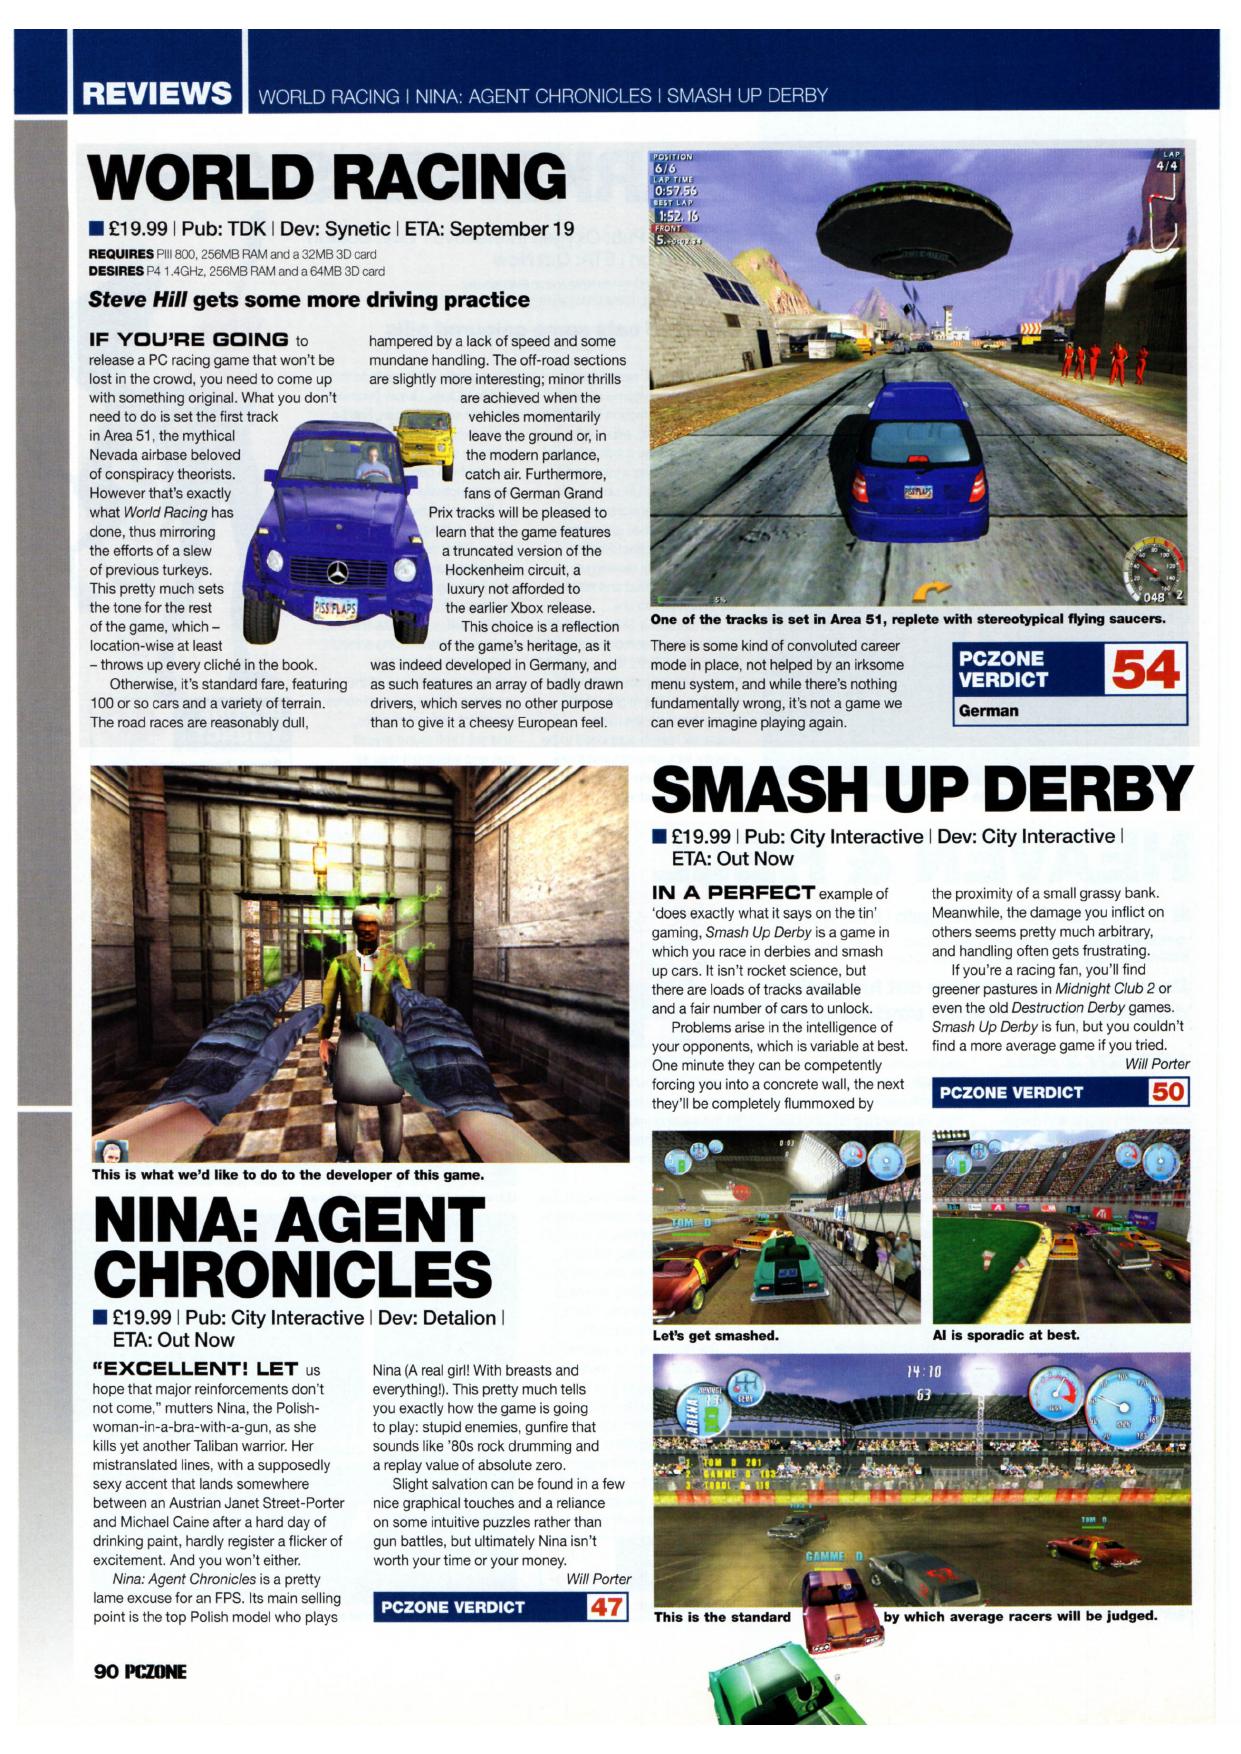 REVIEWS
WORLD RACING | NINA: AGENT CHRONICLES | SMASH UP DERBY
WORLD RACING
■ £19.99 | Pub: TDK | Dev: Synetic | ETA: September 19
REQUIRES PIII 800, 256MB RAM and a 32MB 3D card
DESIRES P4 1.4GHz, 256MB RAM and a 64MB 3D card
Steve Hill gets some more driving practice
IF YOU'RE GOING to
release a PC racing game that won't be
lost in the crowd, you need to come up
with something original. What you don't
need to do is set the first track
in Area 51, the mythical
Nevada airbase beloved
of conspiracy theorists.
However that's exactly
what World Racing has
done, thus mirroring
the efforts of a slew
of previous turkeys.
This pretty much sets
the tone for the rest
of the game, which –
location-wise at least
– throws up every cliché in the book.
Otherwise, it's standard fare, featuring
100 or so cars and a variety of terrain.
The road races are reasonably dull,
hampered by a lack of speed and some
mundane handling. The off-road sections
are slightly more interesting; minor thrills
are achieved when the
vehicles momentarily
leave the ground or, in
the modern parlance,
catch air. Furthermore,
fans of German Grand
Prix tracks will be pleased to
learn that the game features
a truncated version of the
Hockenheim circuit, a
luxury not afforded to
the earlier Xbox release.
This choice is a reflection
of the game's heritage, as it
was indeed developed in Germany, and
as such features an array of badly drawn
drivers, which serves no other purpose
than to give it a cheesy European feel.
PISS FLAPS
POSITION
6/6
LAP TIME
0:57.56
BEST LAP
1:52.16
FRONT
LAP
4/4
PISS FLAPS
048 2
One of the tracks is set in Area 51, replete with stereotypical flying saucers.
There is some kind of convoluted career
mode in place, not helped by an irksome
menu system, and while there's nothing
fundamentally wrong, it's not a game we
can ever imagine playing again.
PCZONE
VERDICT
54
German
This is what we'd like to do to the developer of this game.
NINA: AGENT
CHRONICLES
■ £19.99 | Pub: City Interactive | Dev: Detalion |
ETA: Out Now
"EXCELLENT! LET us
hope that major reinforcements don't
not come," mutters Nina, the Polish-
woman-in-a-bra-with-a-gun, as she
kills yet another Taliban warrior. Her
mistranslated lines, with a supposedly
sexy accent that lands somewhere
between an Austrian Janet Street-Porter
and Michael Caine after a hard day of
drinking paint, hardly register a flicker of
excitement. And you won't either.
Nina: Agent Chronicles is a pretty
lame excuse for an FPS. Its main selling
point is the top Polish model who plays
Nina (A real girl! With breasts and
everything!). This pretty much tells
you exactly how the game is going
to play: stupid enemies, gunfire that
sounds like '80s rock drumming and
a replay value of absolute zero.
Slight salvation can be found in a few
nice graphical touches and a reliance
on some intuitive puzzles rather than
gun battles, but ultimately Nina isn't
worth your time or your money.
Will Porter
PCZONE VERDICT 47
SMASH UP DERBY
■ £19.99 | Pub: City Interactive | Dev: City Interactive |
ETA: Out Now
IN A PERFECT example of
'does exactly what it says on the tin'
gaming, Smash Up Derby is a game in
which you race in derbies and smash
up cars. It isn't rocket science, but
there are loads of tracks available
and a fair number of cars to unlock.
Problems arise in the intelligence of
your opponents, which is variable at best.
One minute they can be competently
forcing you into a concrete wall, the next
they'll be completely flummoxed by
the proximity of a small grassy bank.
Meanwhile, the damage you inflict on
others seems pretty much arbitrary,
and handling often gets frustrating.
If you're a racing fan, you'll find
greener pastures in Midnight Club 2 or
even the old Destruction Derby games.
Smash Up Derby is fun, but you couldn't
find a more average game if you tried.
Will Porter
PCZONE VERDICT 50
TOM D
Let's get smashed.
AI is sporadic at best.
14:10
63
ARENA
1 TOM D 201
2 GAMME D 183
TOM D
GAMME D
This is the standard by which average racers will be judged.
90 PCZONE